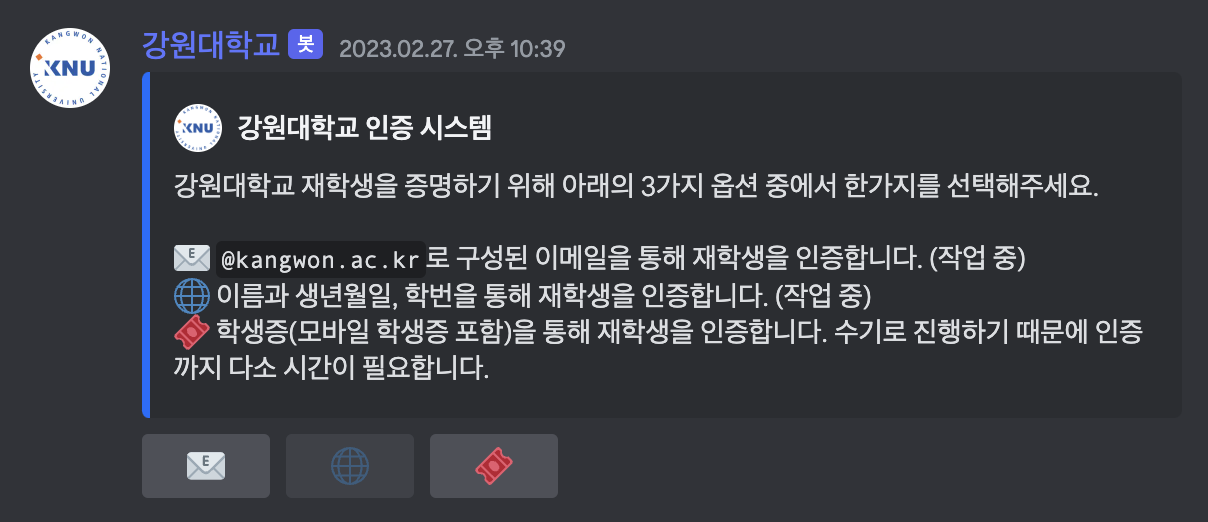 KANGWON NATIONAL UNIVERSITY
KNU
강원대학교 봇 2023.02.27. 오후 10:39
KNU 강원대학교 인증 시스템
강원대학교 재학생을 증명하기 위해 아래의 3가지 옵션 중에서 한가지를 선택해주세요.
E @kangwon.ac.kr로 구성된 이메일을 통해 재학생을 인증합니다. (작업 중)
이름과 생년월일, 학번을 통해 재학생을 인증합니다. (작업 중)
학생증(모바일 학생증 포함)을 통해 재학생을 인증합니다. 수기로 진행하기 때문에 인증
까지 다소 시간이 필요합니다.
E